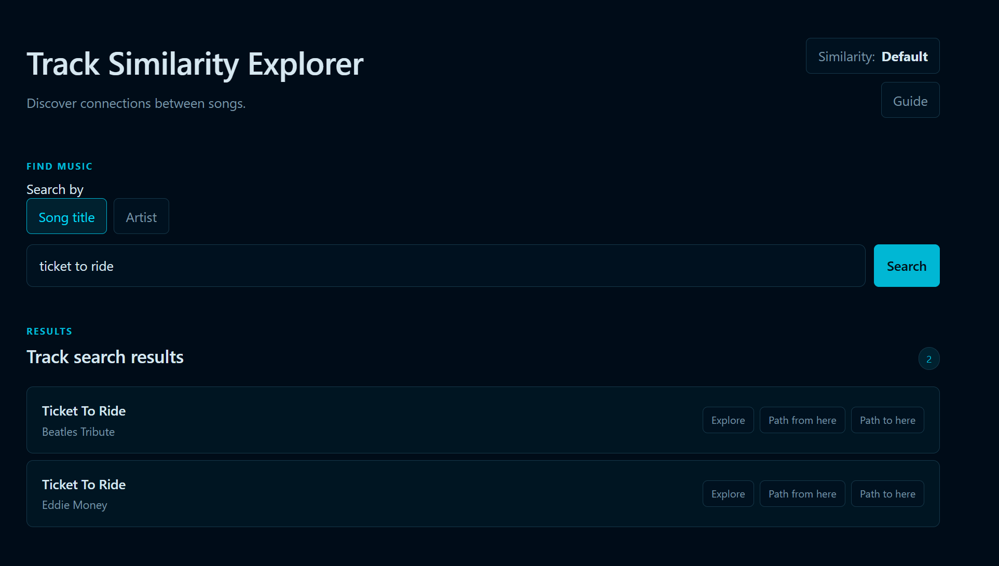 Track Similarity Explorer
Similarity: Default
Discover connections between songs.
Guide
FIND MUSIC
Search by
Song title
Artist
ticket to ride
Search
RESULTS
Track search results
2
Ticket To Ride
Beatles Tribute
Explore
Path from here
Path to here
Ticket To Ride
Eddie Money
Explore
Path from here
Path to here